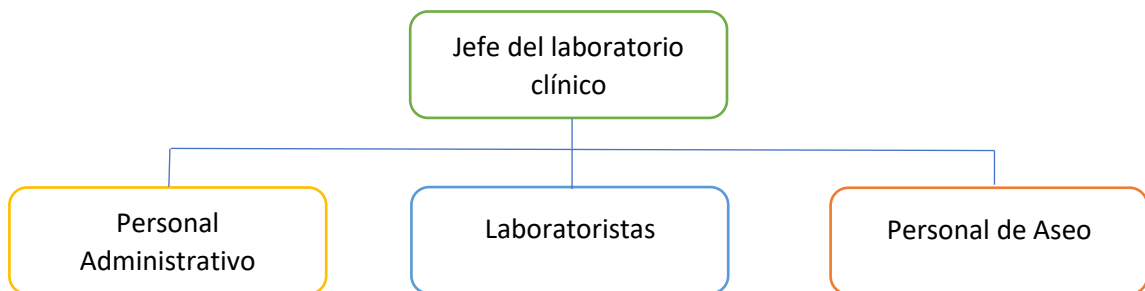 Jefe del laboratorio
clínico
Personal
Administrativo
Laboratoristas
Personal de Aseo